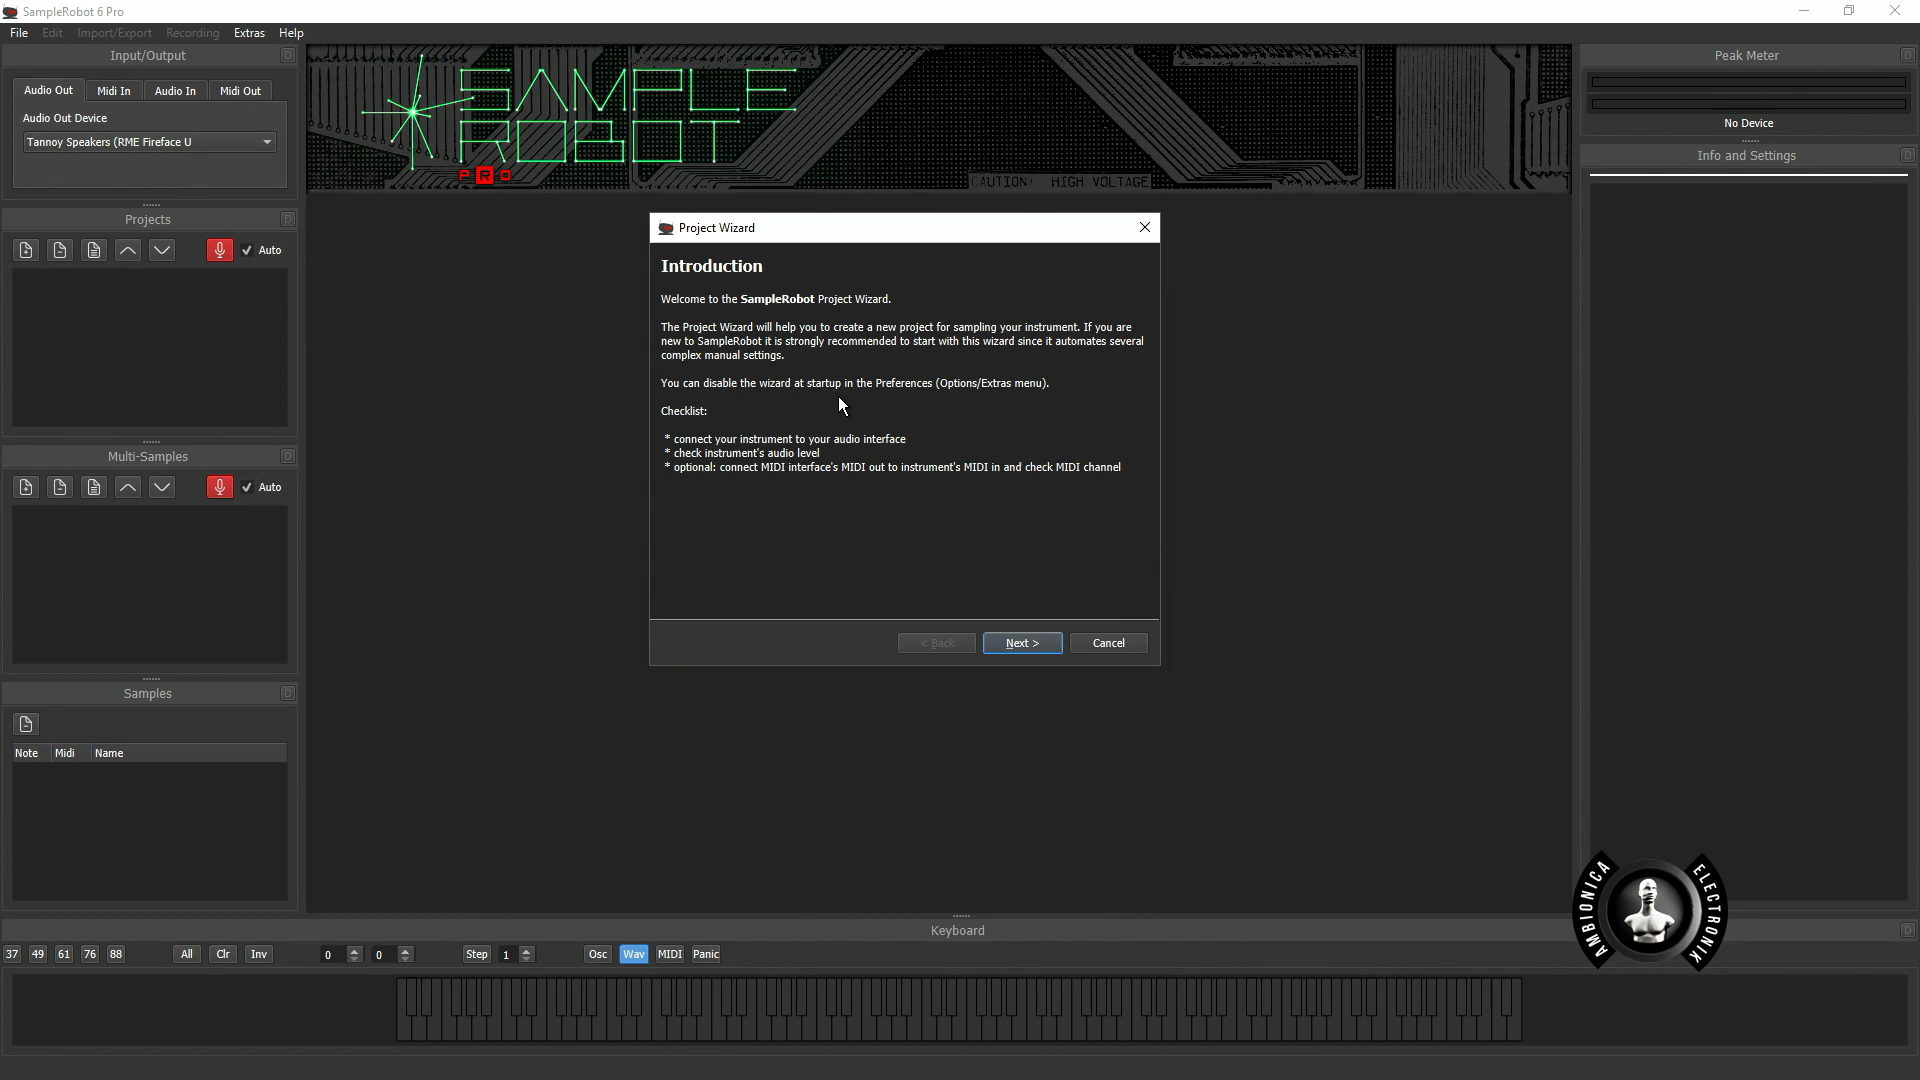 SampleRobot 6 Pro
File Edit Import/Export Recording Extras Help
Input/Output D
Audio Out Midi In Audio In Midi Out
Audio Out Device
Tannoy Speakers (RME Fireface U
Projects D
Auto
Multi-Samples D
Auto
Samples D
Note Midi Name
SAMPLE
ROBOT
PRO
CAUTION: HIGH VOLTAGE
Project Wizard
Introduction
Welcome to the SampleRobot Project Wizard.
The Project Wizard will help you to create a new project for sampling your instrument. If you are
new to SampleRobot it is strongly recommended to start with this wizard since it automates several
complex manual settings.
You can disable the wizard at startup in the Preferences (Options/Extras menu).
Checklist:
* connect your instrument to your audio interface
* check instrument's audio level
* optional: connect MIDI interface's MIDI out to instrument's MIDI in and check MIDI channel
< Back Next > Cancel
Peak Meter D
No Device
Info and Settings D
AMBIONICA ELECTRONIK
Keyboard D
37 49 61 76 88 All Clr Inv 0 0 Step 1 Osc Wav MIDI Panic